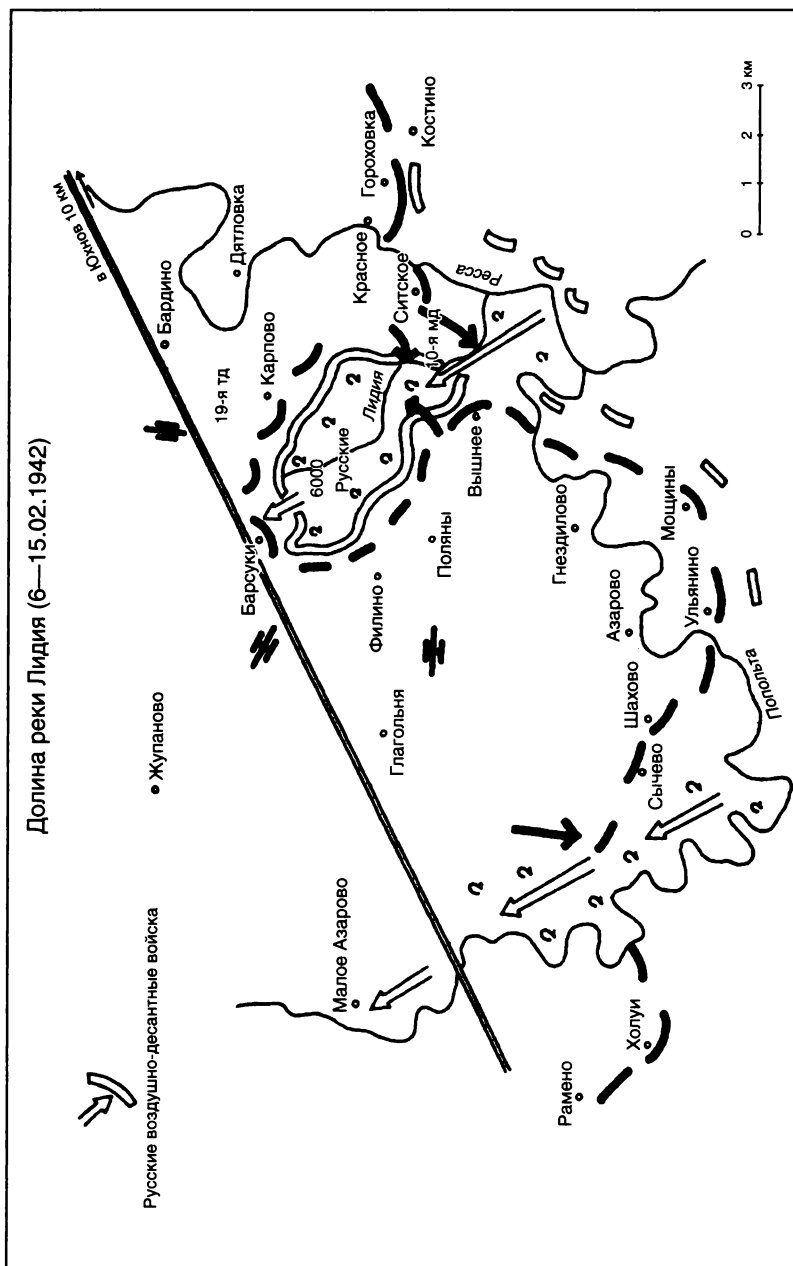 Долина реки Лидия (6—15.02.1942)
Русские воздушно-десантные войска
Жупаново
Малое Азарово
в Юхнов 10 км
Бардино
Дятловка
19-я тд
Карпово
Барсуки
6000
Русские
Лидия
Красное
Гороховка
Костино
Ситское
10-я мд
Ресса
Филино
Поляны
Вышнее
Глагольня
Гнездилово
Азарово
Мощины
Ульянино
Шахово
Сычево
Попольта
Рамено
Холуи
0 1 2 3 км